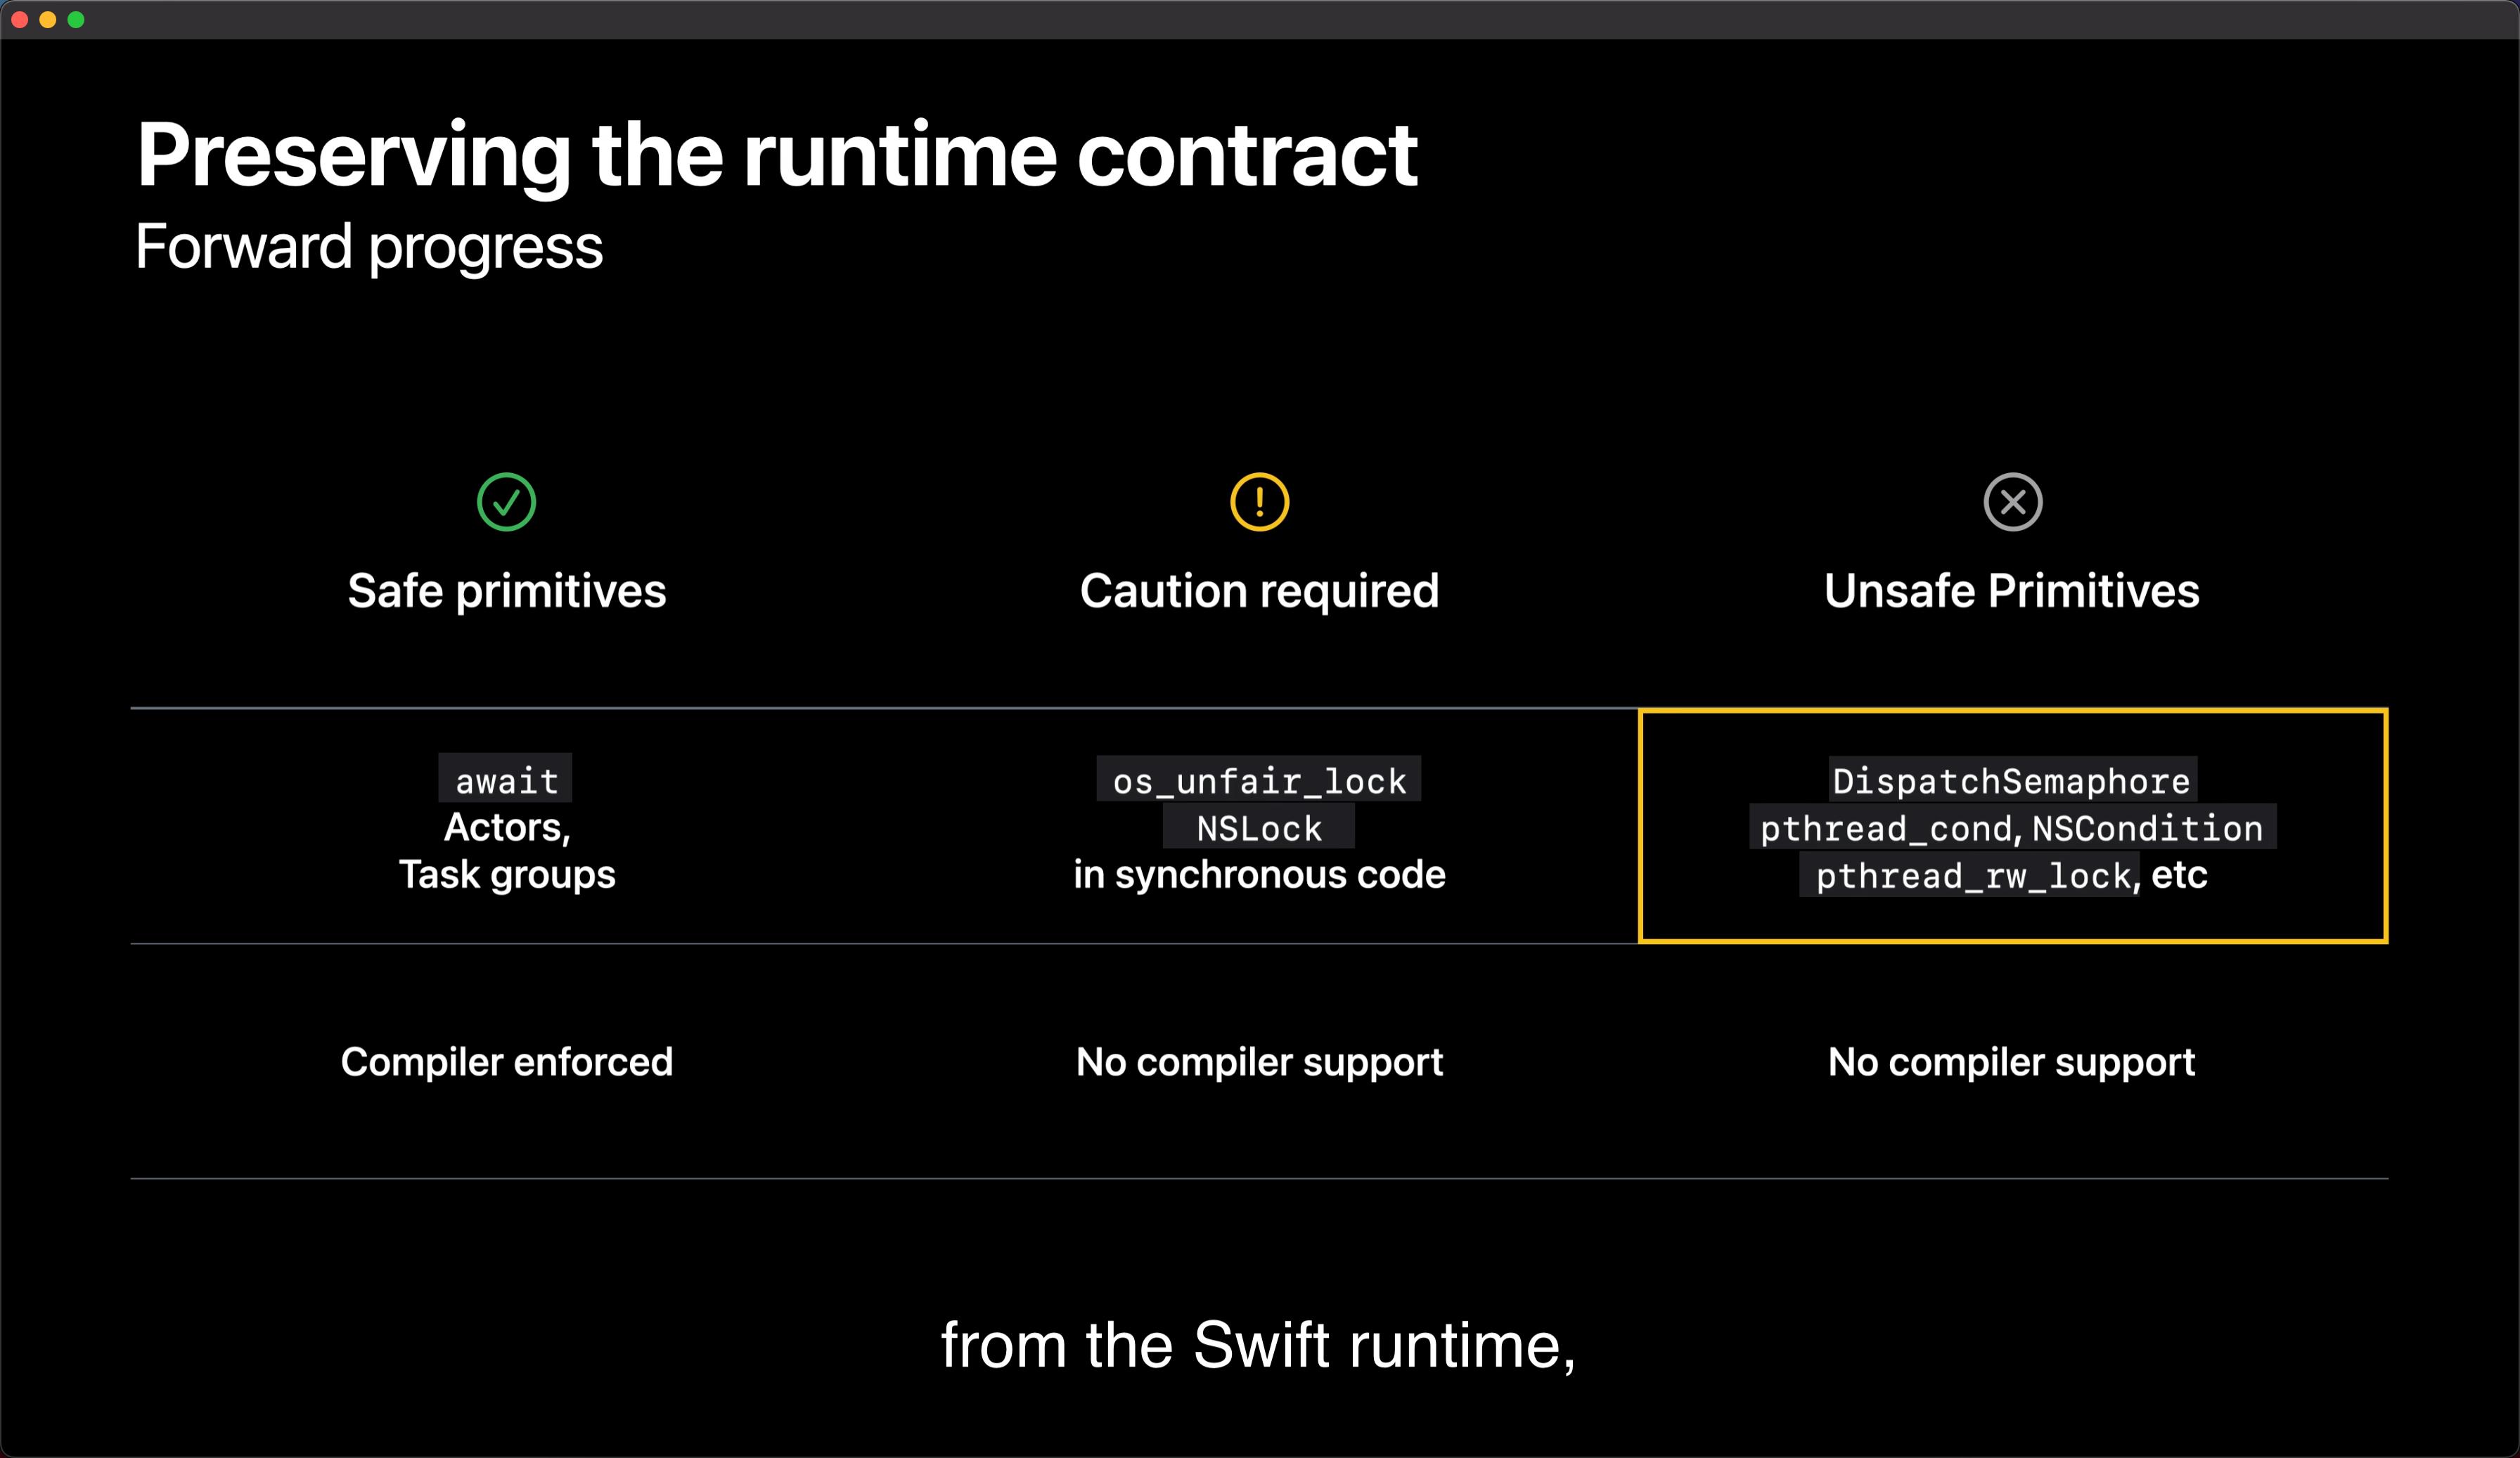 Preserving the runtime contract
Forward progress
Safe primitives
Caution required
Unsafe Primitives
await
Actors,
Task groups
os_unfair_lock
NSLock
in synchronous code
DispatchSemaphore
pthread_cond, NSCondition
pthread_rw_lock, etc
Compiler enforced
No compiler support
No compiler support
from the Swift runtime,